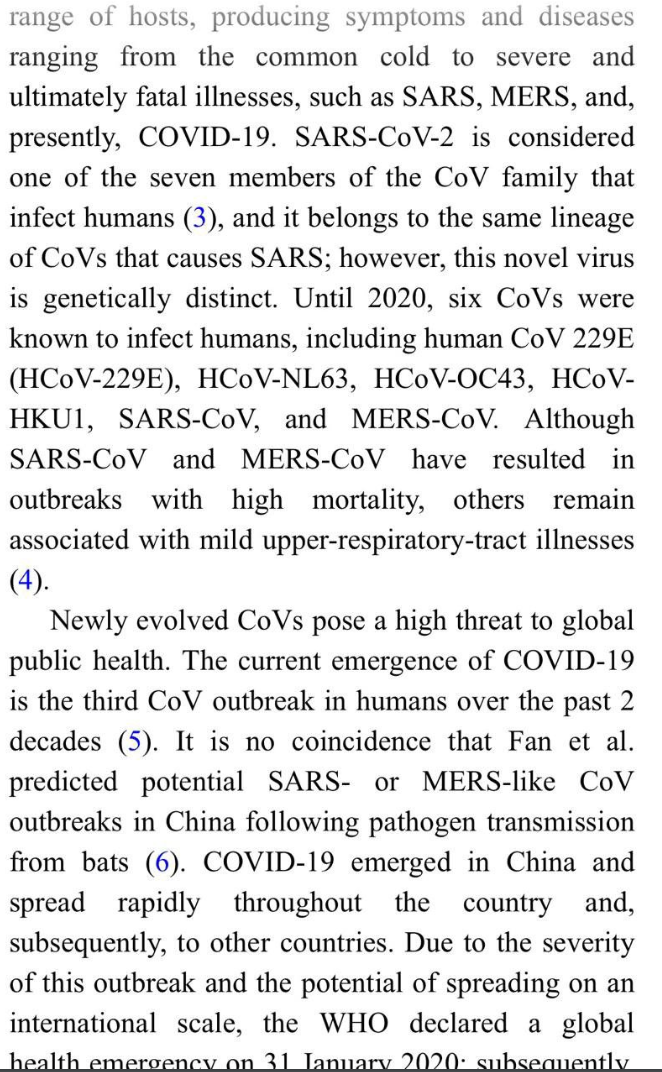 range of hosts, producing symptoms and diseases
ranging from the common cold to severe and
ultimately fatal illnesses, such as SARS, MERS, and,
presently, COVID-19. SARS-CoV-2 is considered
one of the seven members of the CoV family that
infect humans (3), and it belongs to the same lineage
of CoVs that causes SARS; however, this novel virus
is genetically distinct. Until 2020, six CoVs were
known to infect humans, including human CoV 229E
(HCoV-229E), HCoV-NL63, HCoV-OC43, HCoV-
HKU1, SARS-CoV, and MERS-CoV. Although
SARS-CoV and MERS-CoV have resulted in
outbreaks with high mortality, others remain
associated with mild upper-respiratory-tract illnesses
(4).
Newly evolved CoVs pose a high threat to global
public health. The current emergence of COVID-19
is the third CoV outbreak in humans over the past 2
decades (5). It is no coincidence that Fan et al.
predicted potential SARS- or MERS-like CoV
outbreaks in China following pathogen transmission
from bats (6). COVID-19 emerged in China and
spread rapidly throughout the country and,
subsequently, to other countries. Due to the severity
of this outbreak and the potential of spreading on an
international scale, the WHO declared a global
health emergency on 31 January 2020; subsequently,